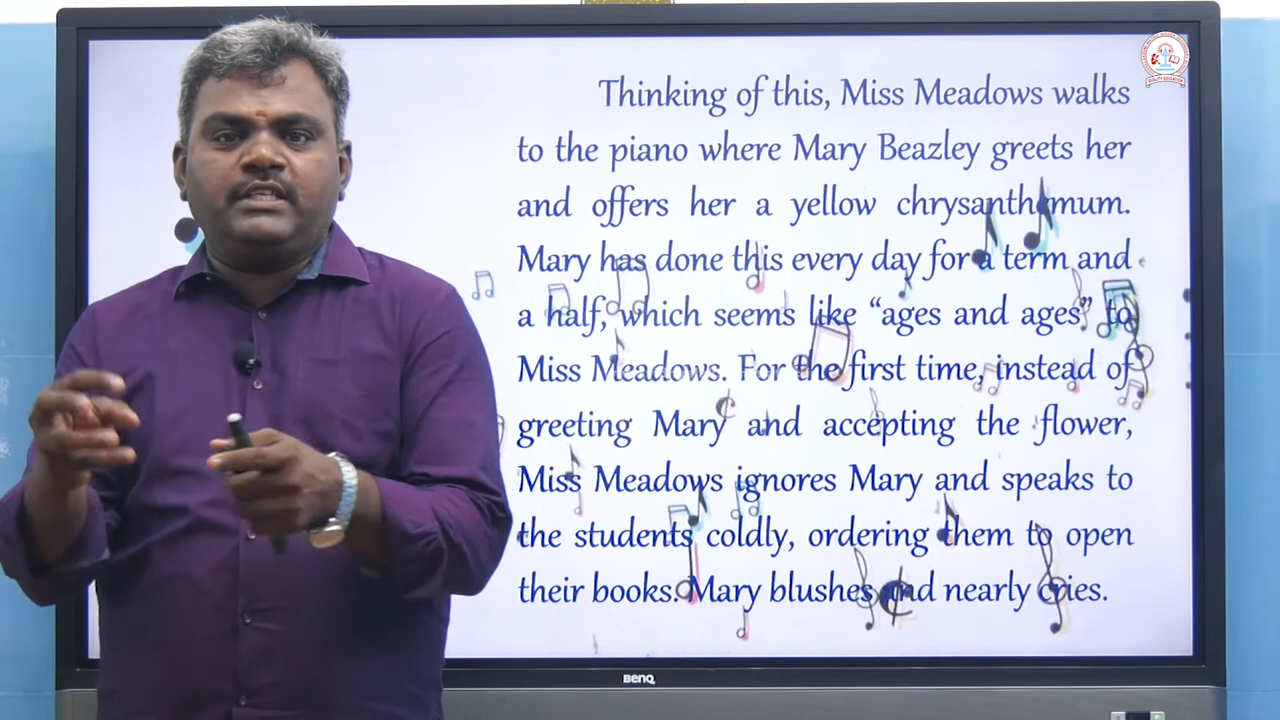 Thinking of this, Miss Meadows walks
to the piano where Mary Beazley greets her
and offers her a yellow chrysanthemum.
Mary has done this every day for a term and
a half, which seems like “ages and ages” to
Miss Meadows. For the first time, instead of
greeting Mary and accepting the flower,
Miss Meadows ignores Mary and speaks to
the students coldly, ordering them to open
their books. Mary blushes and nearly cries.
BENQ